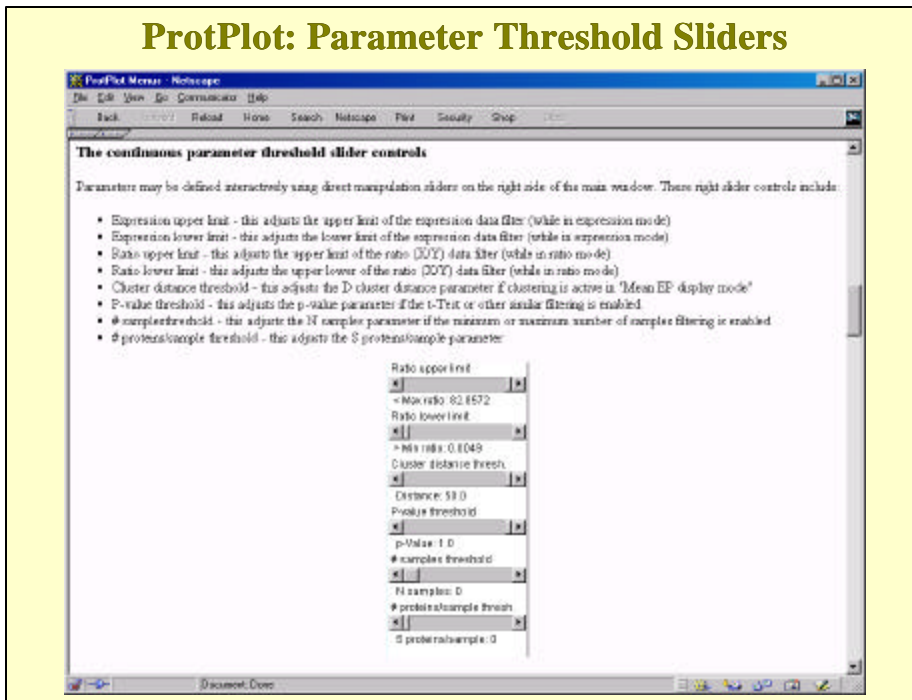 ProtPlot: Parameter Threshold Sliders
ProtPlot Menus - Netscape
File Edit View Go Communicator Help
Back Reload Home Search Netscape Print Security Shop
The continuous parameter threshold slider controls
Parameters may be defined interactively using direct manipulation sliders on the right side of the main window. These right slider controls include:
• Expression upper limit - this adjusts the upper limit of the expression data filter (while in expression mode)
• Expression lower limit - this adjusts the lower limit of the expression data filter (while in expression mode)
• Ratio upper limit - this adjusts the upper limit of the ratio (X/Y) data filter (while in ratio mode)
• Ratio lower limit - this adjusts the upper lower of the ratio (X/Y) data filter (while in ratio mode)
• Cluster distance threshold - this adjusts the D cluster distance parameter if clustering is active in "Mean EP display mode"
• P-value threshold - this adjusts the p-value parameter if the t-Test or other similar filtering is enabled
• # samplesthreshold - this adjusts the N samples parameter if the minimum or maximum number of samples filtering is enabled
• # proteins/sample threshold - this adjusts the S proteins/sample parameter
Ratio upper limit
< Max ratio: 82.8572
Ratio lower limit
> Min ratio: 0.0049
Cluster distance thresh.
Distance: 50.0
P-value threshold
p-Value: 1.0
# samples threshold
N samples: 0
# proteins/sample thresh
S proteins/sample: 0
Document: Done